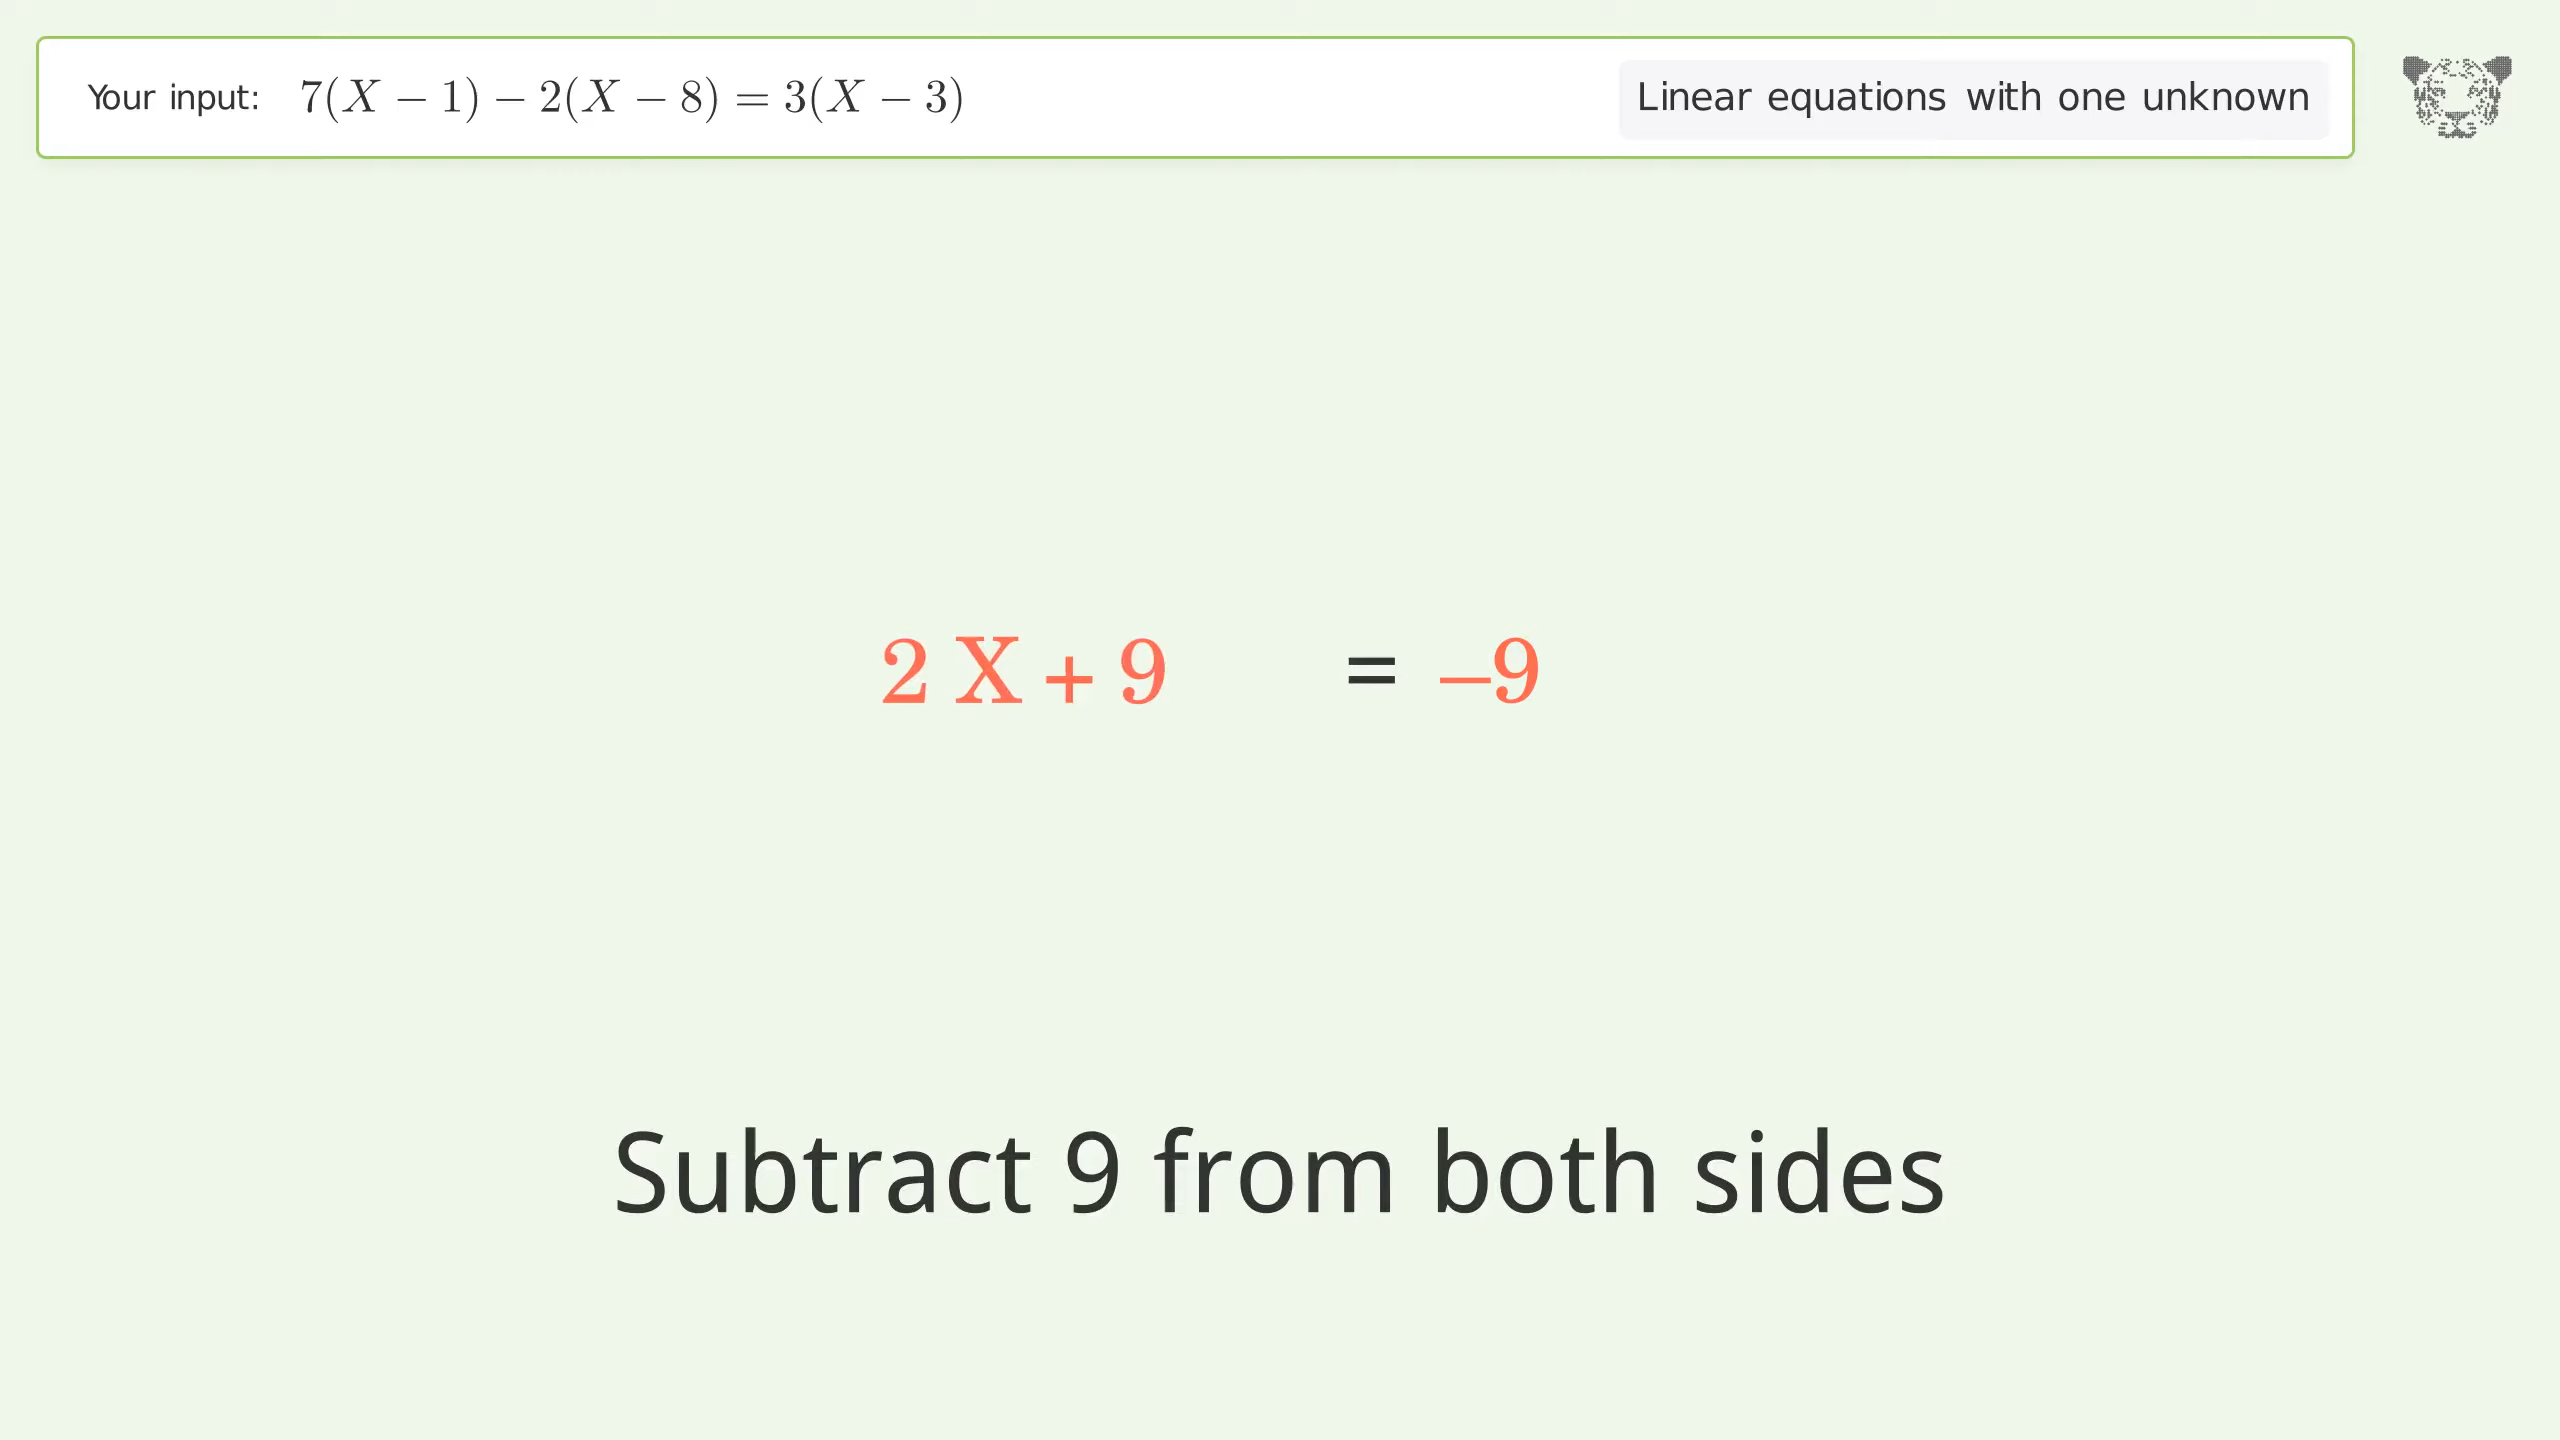 Your input: 7(X − 1) − 2(X − 8) = 3(X − 3) Linear equations with one unknown
2 X + 9 = –9
Subtract 9 from both sides